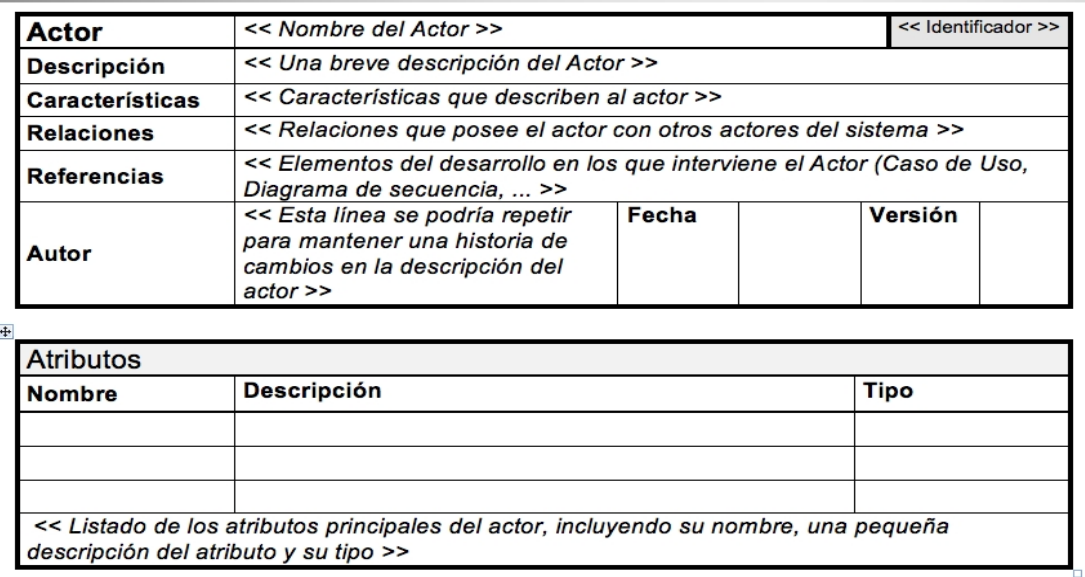 Actor << Nombre del Actor >> << Identificador >>
Descripción << Una breve descripción del Actor >>
Características << Características que describen al actor >>
Relaciones << Relaciones que posee el actor con otros actores del sistema >>
Referencias << Elementos del desarrollo en los que interviene el Actor (Caso de Uso,
Diagrama de secuencia, ... >>
Autor << Esta línea se podría repetir
para mantener una historia de
cambios en la descripción del
actor >>
Fecha
Versión
Atributos
Nombre Descripción Tipo
<< Listado de los atributos principales del actor, incluyendo su nombre, una pequeña
descripción del atributo y su tipo >>